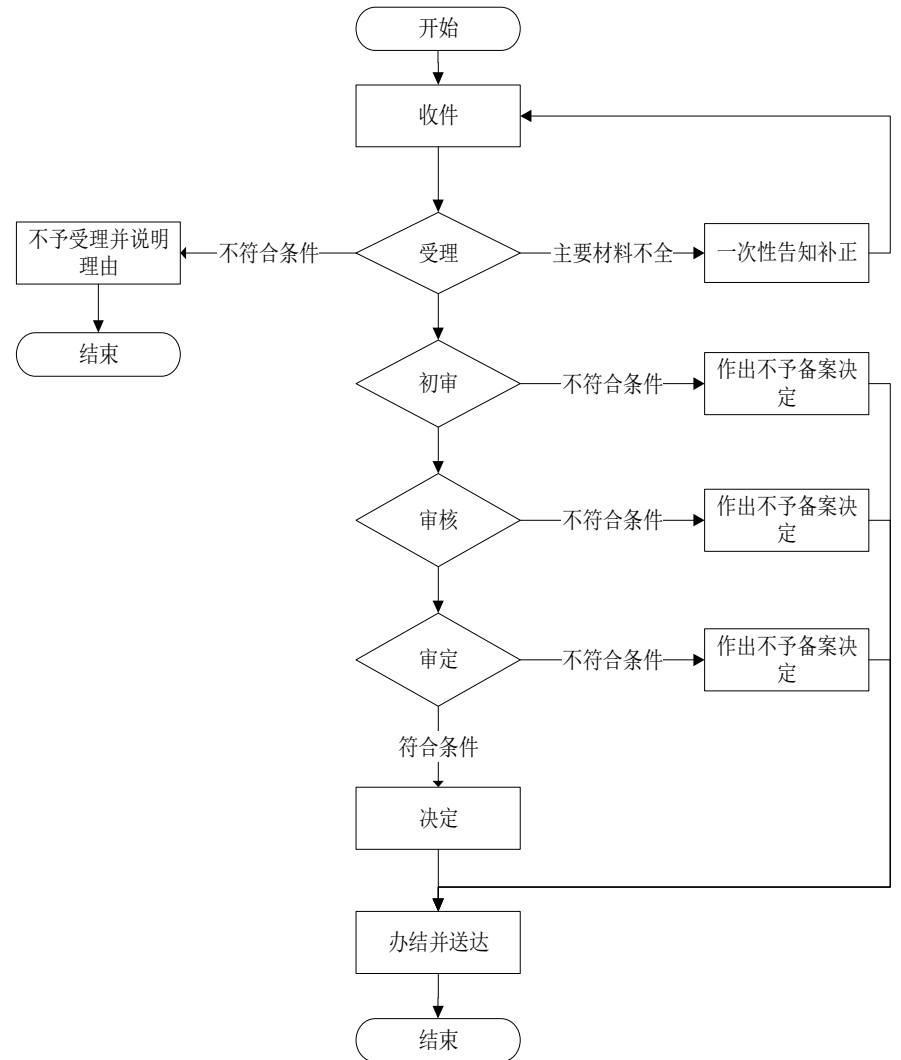 开始
收件
不予受理并说明
理由
不符合条件
受理
主要材料不全
一次性告知补正
结束
初审
不符合条件
作出不予备案决
定
审核
不符合条件
作出不予备案决
定
审定
不符合条件
作出不予备案决
定
符合条件
决定
办结并送达
结束